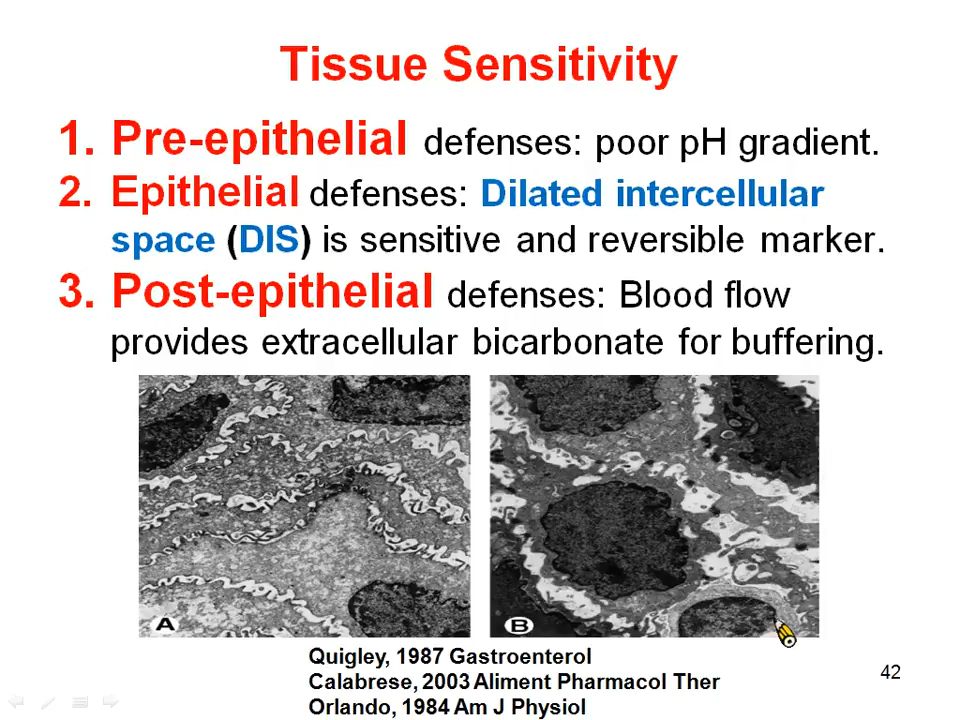 Tissue Sensitivity
1. Pre-epithelial defenses: poor pH gradient.
2. Epithelial defenses: Dilated intercellular
space (DIS) is sensitive and reversible marker.
3. Post-epithelial defenses: Blood flow
provides extracellular bicarbonate for buffering.
A
B
Quigley, 1987 Gastroenterol
Calabrese, 2003 Aliment Pharmacol Ther
Orlando, 1984 Am J Physiol
42